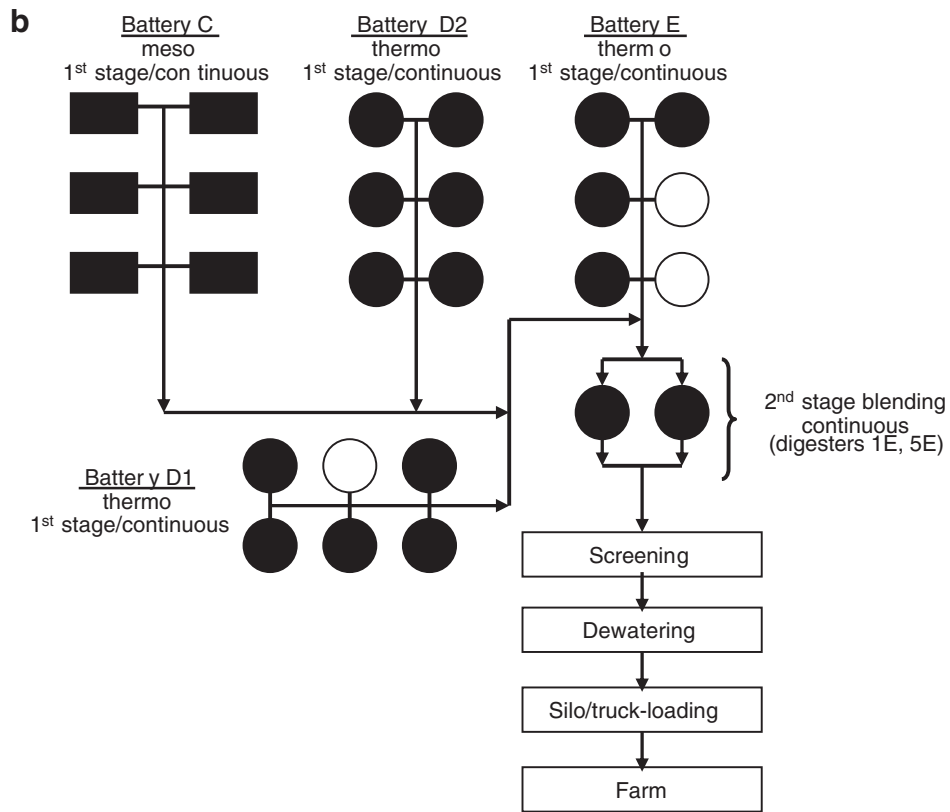 b
Battery C
meso
1st stage/con tinuous
Battery D2
thermo
1st stage/continuous
Battery E
therm o
1st stage/continuous
2nd stage blending
continuous
(digesters 1E, 5E)
Batter y D1
thermo
1st stage/continuous
Screening
Dewatering
Silo/truck-loading
Farm